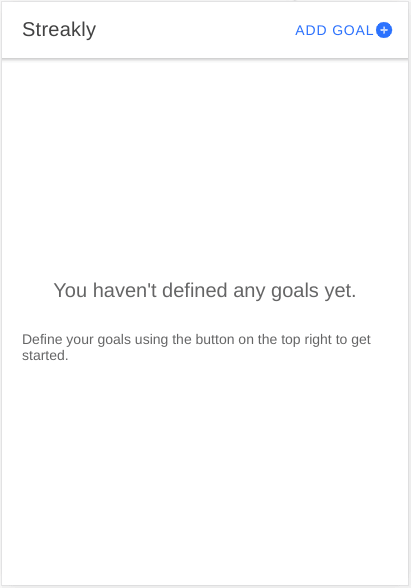 Streakly
ADD GOAL
You haven't defined any goals yet.
Define your goals using the button on the top right to get
started.